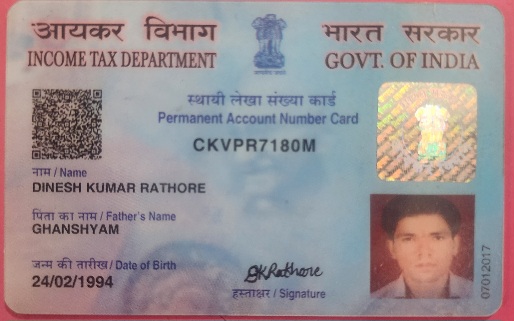 आयकर विभाग
INCOME TAX DEPARTMENT
भारत सरकार
GOVT. OF INDIA
स्थायी लेखा संख्या कार्ड
Permanent Account Number Card
CKVPR7180M
नाम / Name
DINESH KUMAR RATHORE
पिता का नाम / Father's Name
GHANSHYAM
जन्म की तारीख / Date of Birth
24/02/1994
DKRathore
हस्ताक्षर / Signature
07012017